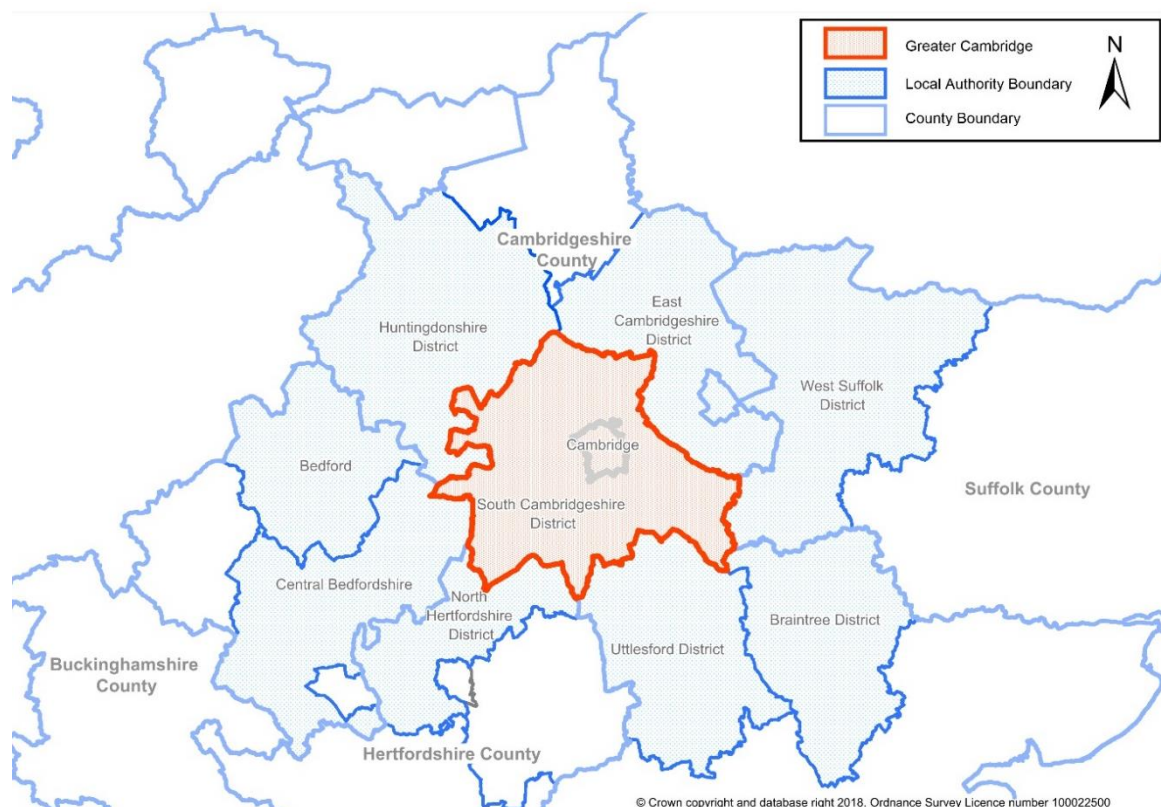 Greater Cambridge
Local Authority Boundary
County Boundary
N
Cambridgeshire
County
Huntingdonshire
District
East
Cambridgeshire
District
West Suffolk
District
Cambridge
Bedford
South Cambridgeshire
District
Suffolk County
Central Bedfordshire
North
Hertfordshire
District
Braintree District
Uttlesford District
Buckinghamshire
County
Hertfordshire County
© Crown copyright and database right 2018. Ordnance Survey Licence number 100022500